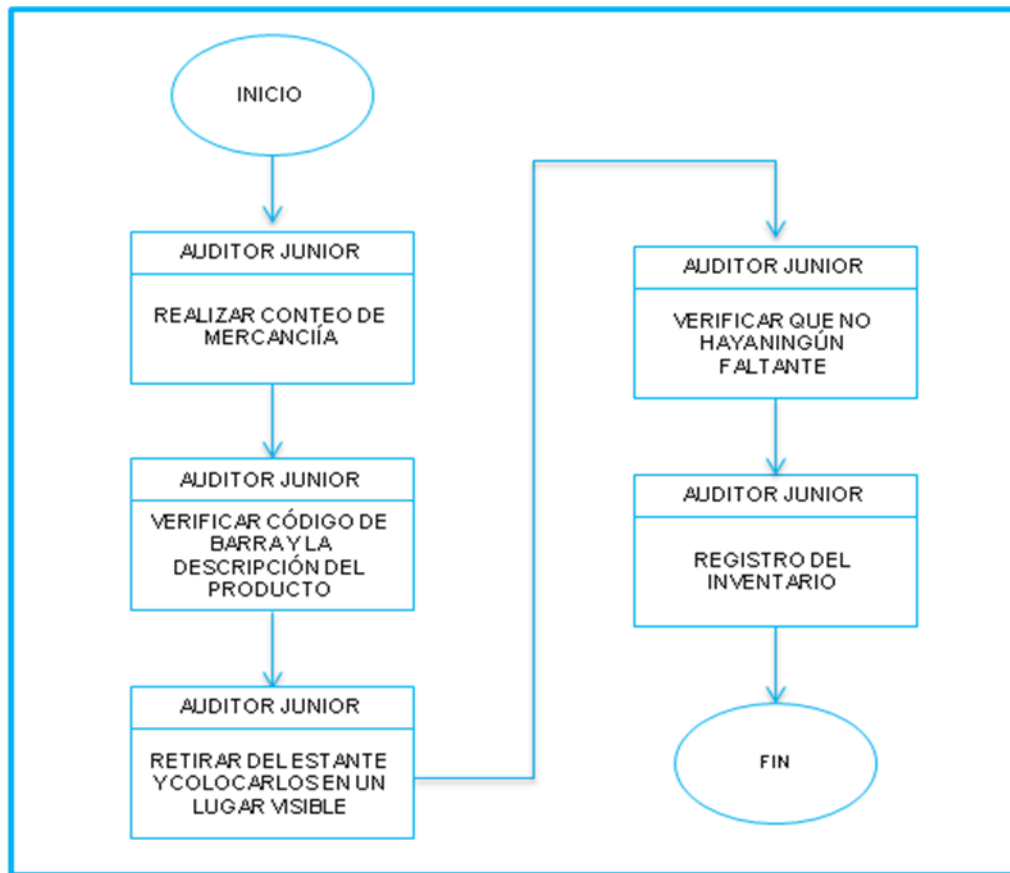 INICIO
AUDITOR JUNIOR
REALIZAR CONTEO DE
MERCANCIÍA
AUDITOR JUNIOR
VERIFICAR CÓDIGO DE
BARRA Y LA
DESCRIPCIÓN DEL
PRODUCTO
AUDITOR JUNIOR
RETIRAR DEL ESTANTE
Y COLOCARLOS EN UN
LUGAR VISIBLE
AUDITOR JUNIOR
VERIFICAR QUE NO
HAYANINGÚN
FALTANTE
AUDITOR JUNIOR
REGISTRO DEL
INVENTARIO
FIN